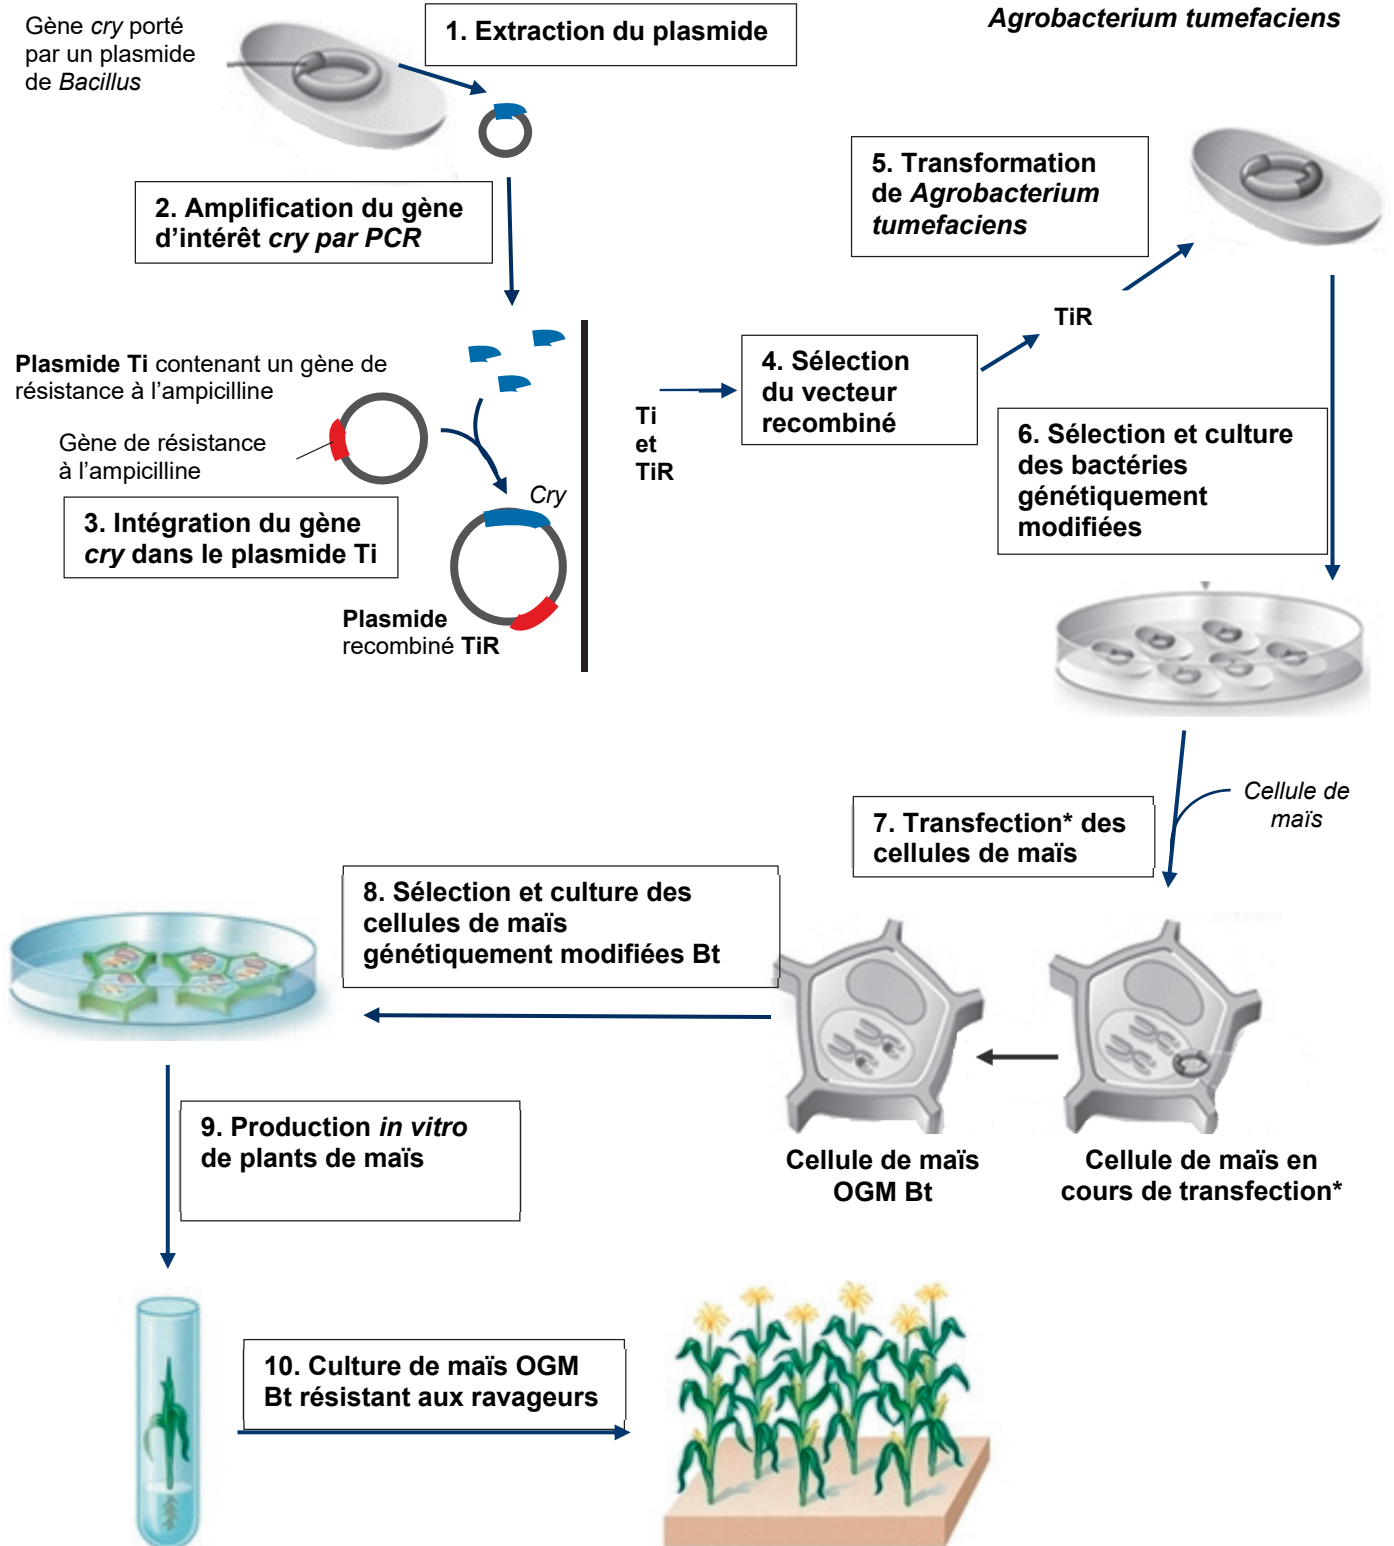 Gène cry porté
par un plasmide
de Bacillus
1. Extraction du plasmide
Agrobacterium tumefaciens
2. Amplification du gène
d’intérêt cry par PCR
5. Transformation
de Agrobacterium
tumefaciens
Plasmide Ti contenant un gène de
résistance à l’ampicilline
Gène de résistance
à l’ampicilline
3. Intégration du gène
cry dans le plasmide Ti
Cry
Plasmide
recombiné TiR
Ti
et
TiR
4. Sélection
du vecteur
recombiné
TiR
6. Sélection et culture
des bactéries
génétiquement
modifiées
Cellule de
maïs
7. Transfection* des
cellules de maïs
8. Sélection et culture des
cellules de maïs
génétiquement modifiées Bt
Cellule de maïs
OGM Bt
Cellule de maïs en
cours de transfection*
9. Production in vitro
de plants de maïs
10. Culture de maïs OGM
Bt résistant aux ravageurs